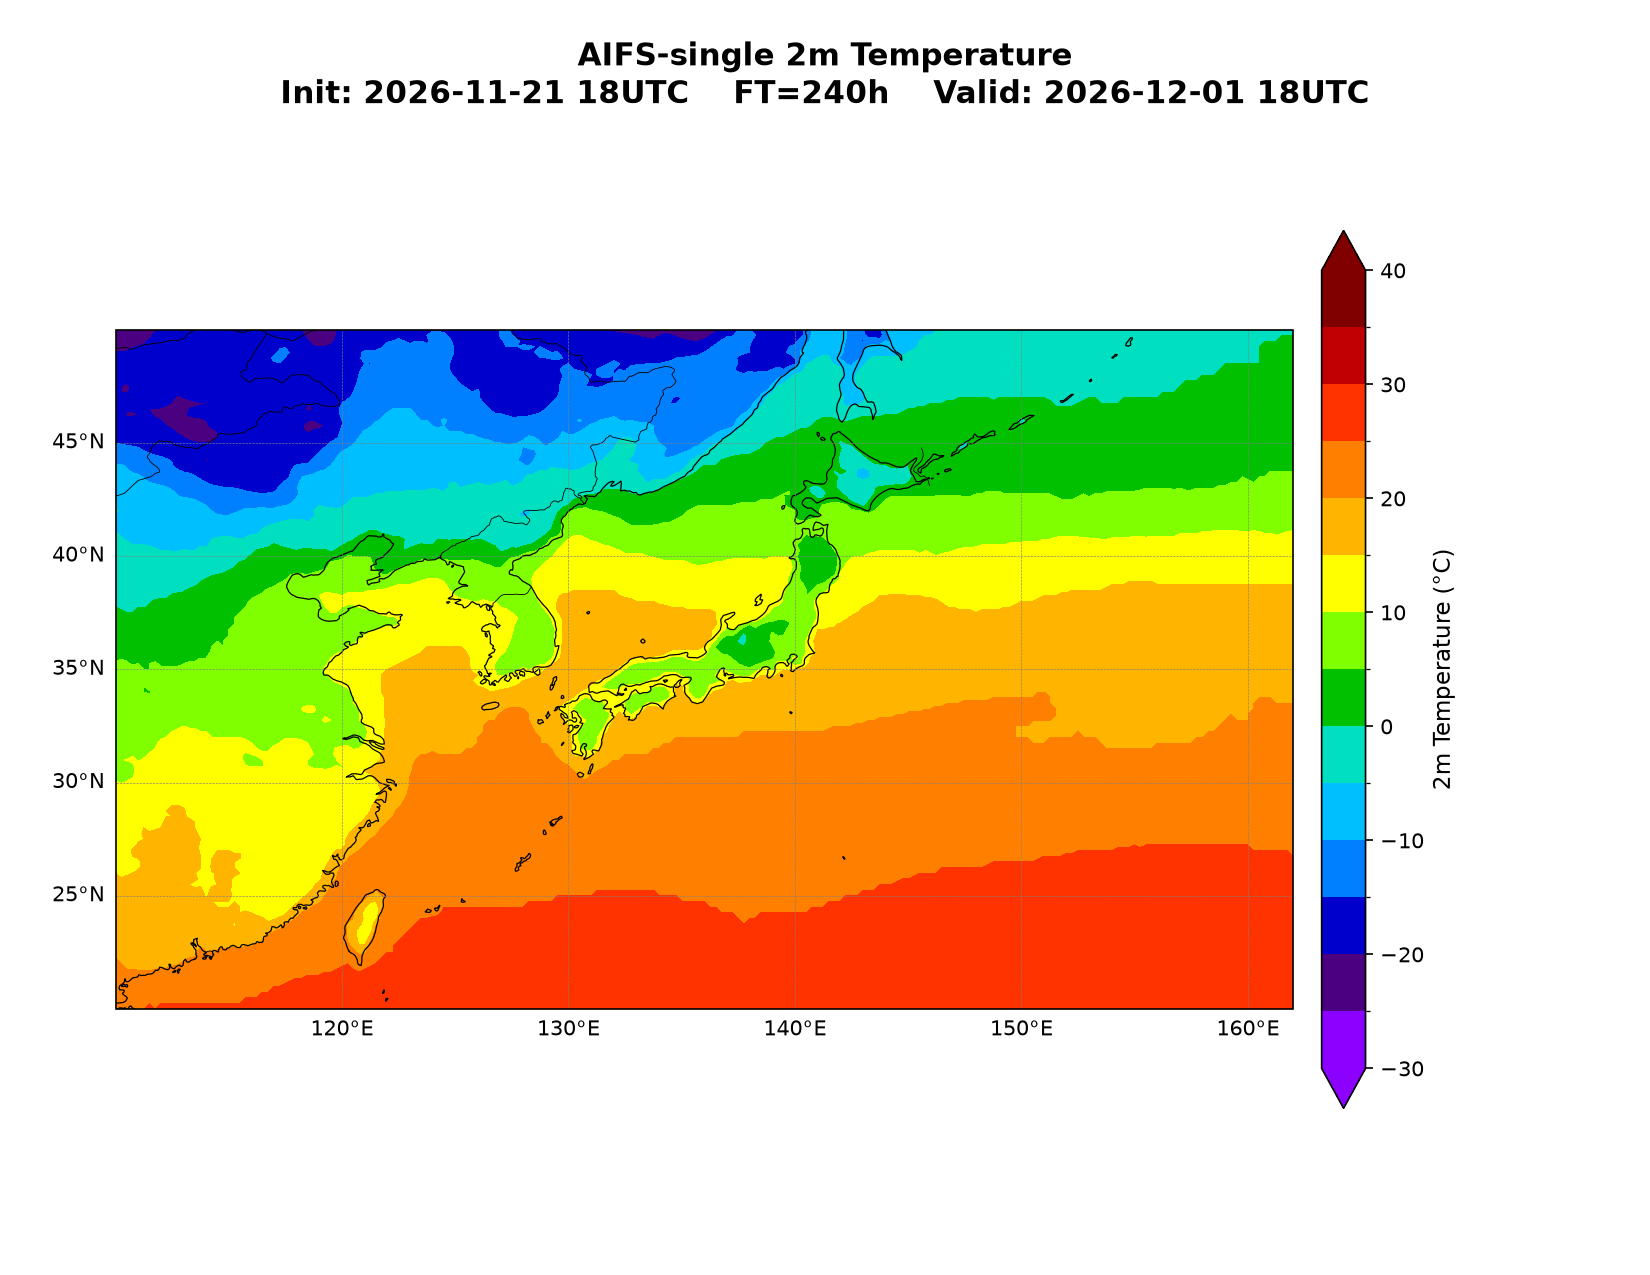 AIFS-single 2m Temperature
Init: 2026-11-21 18UTC    FT=240h    Valid: 2026-12-01 18UTC
45°N
40°N
35°N
30°N
25°N
120°E
130°E
140°E
150°E
160°E
40
30
20
10
0
−10
−20
−30
2m Temperature (°C)